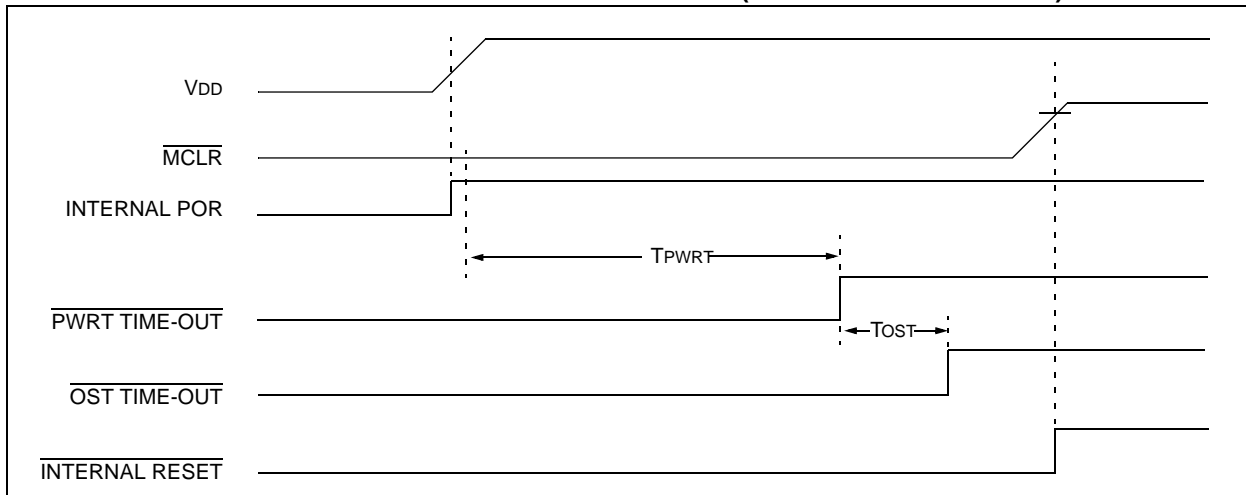 VDD
MCLR
INTERNAL POR
TPWRT
PWRT TIME-OUT
TOST
OST TIME-OUT
INTERNAL RESET